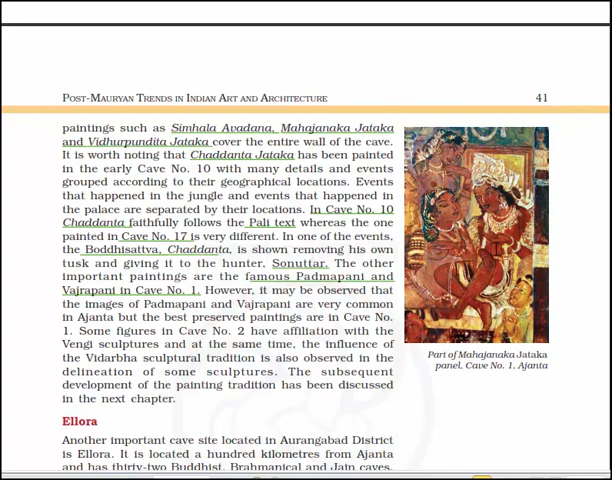 POST-MAURYAN TRENDS IN INDIAN ART AND ARCHITECTURE 41
paintings such as Simhala Avadana, Mahajanaka Jataka
and Vidhurpundita Jataka cover the entire wall of the cave.
It is worth noting that Chaddanta Jataka has been painted
in the early Cave No. 10 with many details and events
grouped according to their geographical locations. Events
that happened in the jungle and events that happened in
the palace are separated by their locations. In Cave No. 10
Chaddanta faithfully follows the Pali text whereas the one
painted in Cave No. 17 is very different. In one of the events,
the Boddhisattva, Chaddanta, is shown removing his own
tusk and giving it to the hunter, Sonuttar. The other
important paintings are the famous Padmapani and
Vajrapani in Cave No. 1. However, it may be observed that
the images of Padmapani and Vajrapani are very common
in Ajanta but the best preserved paintings are in Cave No.
1. Some figures in Cave No. 2 have affiliation with the
Vengi sculptures and at the same time, the influence of
the Vidarbha sculptural tradition is also observed in the
delineation of some sculptures. The subsequent
development of the painting tradition has been discussed
in the next chapter.
Part of Mahajanaka Jataka
panel, Cave No. 1, Ajanta
Ellora
Another important cave site located in Aurangabad District
is Ellora. It is located a hundred kilometres from Ajanta
and has thirty-two Buddhist, Brahmanical and Jain caves.